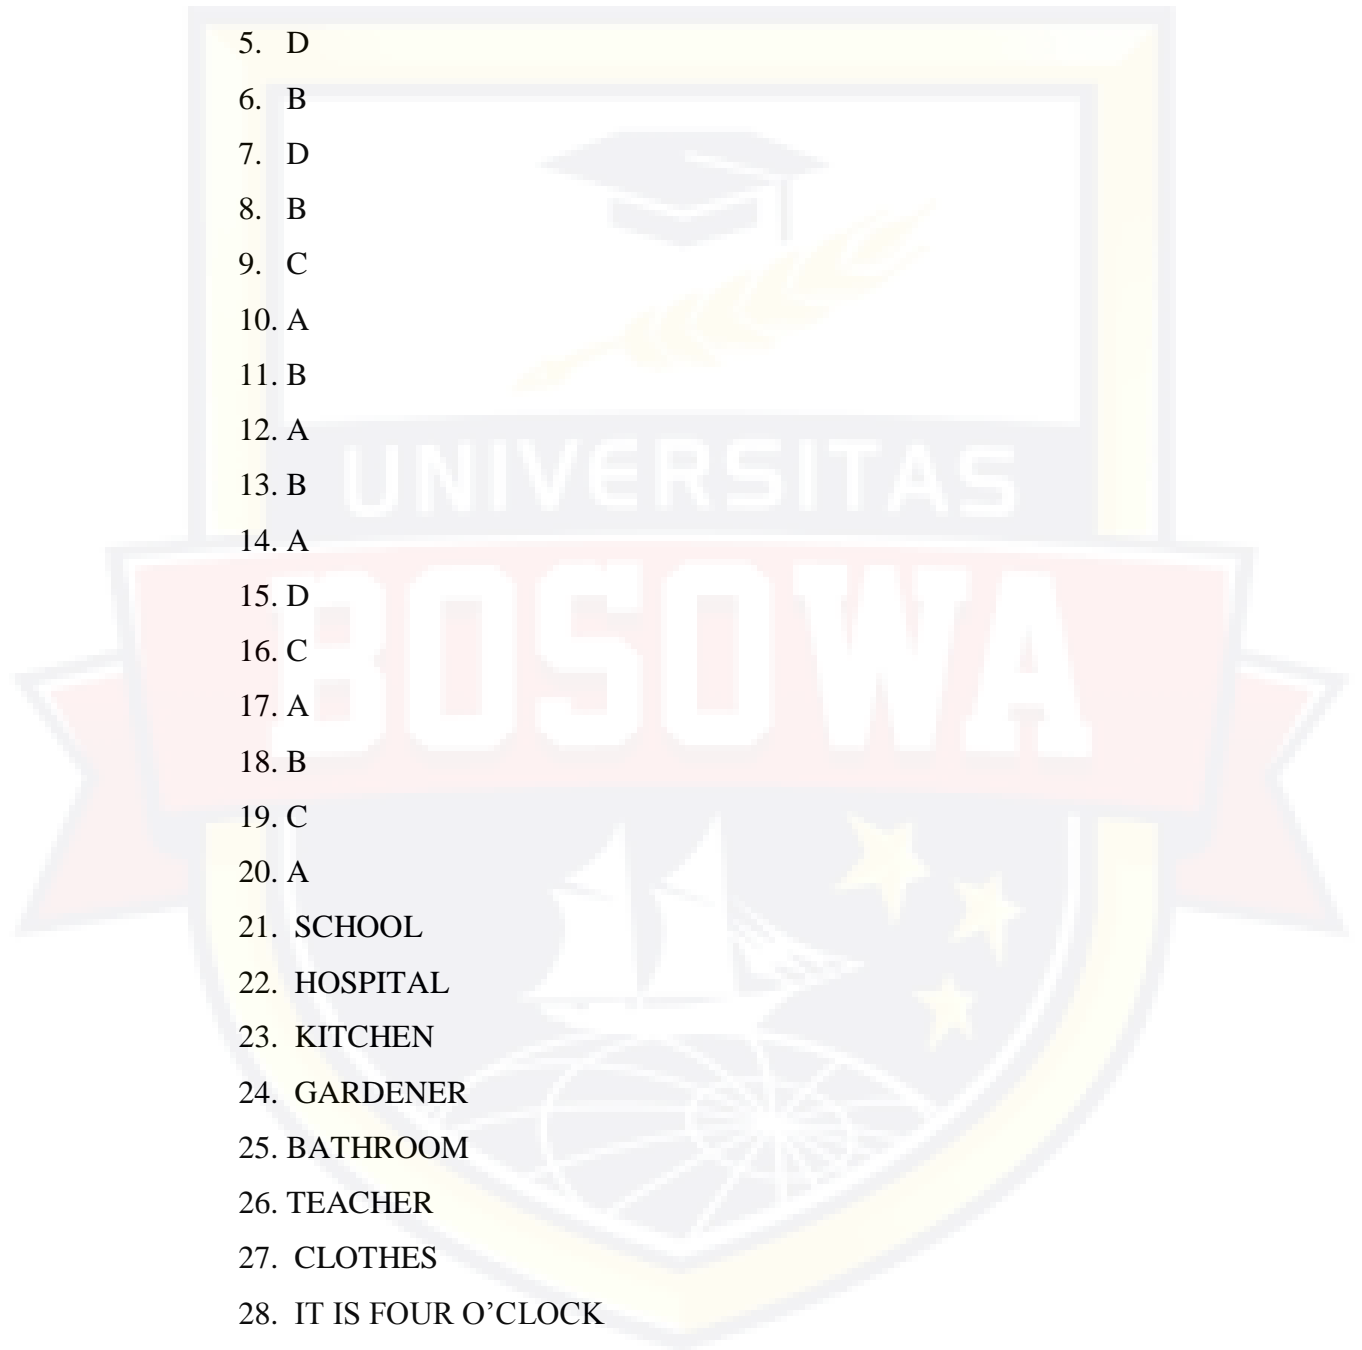 5. D
6. B
7. D
8. B
9. C
10. A
11. B
12. A
UNIVERSITAS
13. B
14. A
BOSOWA
15. D
16. C
17. A
18. B
19. C
20. A
21. SCHOOL
22. HOSPITAL
23. KITCHEN
24. GARDENER
25. BATHROOM
26. TEACHER
27. CLOTHES
28. IT IS FOUR O’CLOCK